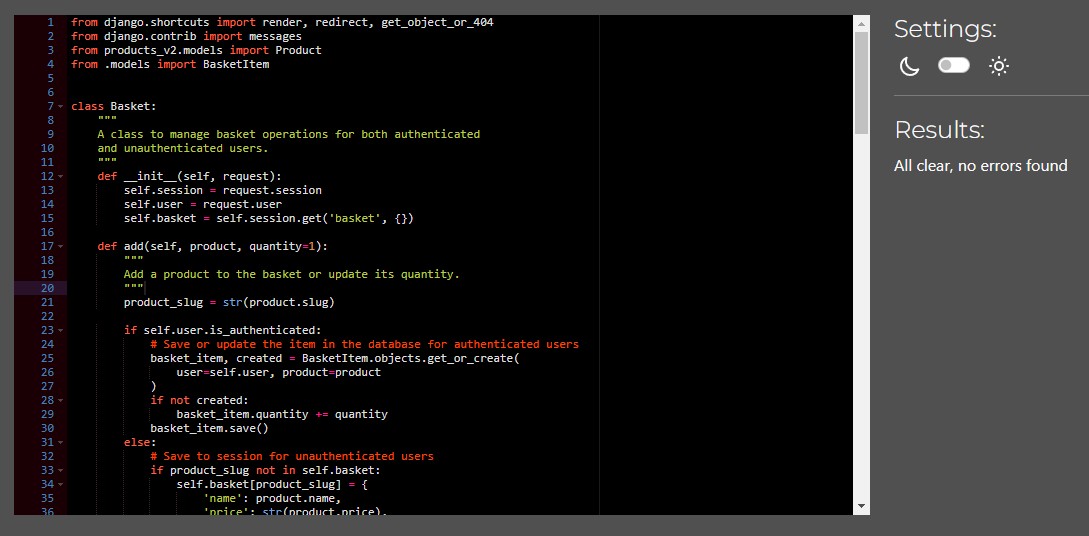 1 from django.shortcuts import render, redirect, get_object_or_404
2 from django.contrib import messages
3 from products_v2.models import Product
4 from .models import BasketItem
5
6
7 class Basket:
8     """
9     A class to manage basket operations for both authenticated
10     and unauthenticated users.
11     """
12     def __init__(self, request):
13         self.session = request.session
14         self.user = request.user
15         self.basket = self.session.get('basket', {})
16
17     def add(self, product, quantity=1):
18         """
19         Add a product to the basket or update its quantity.
20         """
21         product_slug = str(product.slug)
22
23         if self.user.is_authenticated:
24             # Save or update the item in the database for authenticated users
25             basket_item, created = BasketItem.objects.get_or_create(
26                 user=self.user, product=product
27             )
28             if not created:
29                 basket_item.quantity += quantity
30             basket_item.save()
31         else:
32             # Save to session for unauthenticated users
33             if product_slug not in self.basket:
34                 self.basket[product_slug] = {
35                     'name': product.name,
36                     'price': str(product.price),
Settings:
Results:
All clear, no errors found